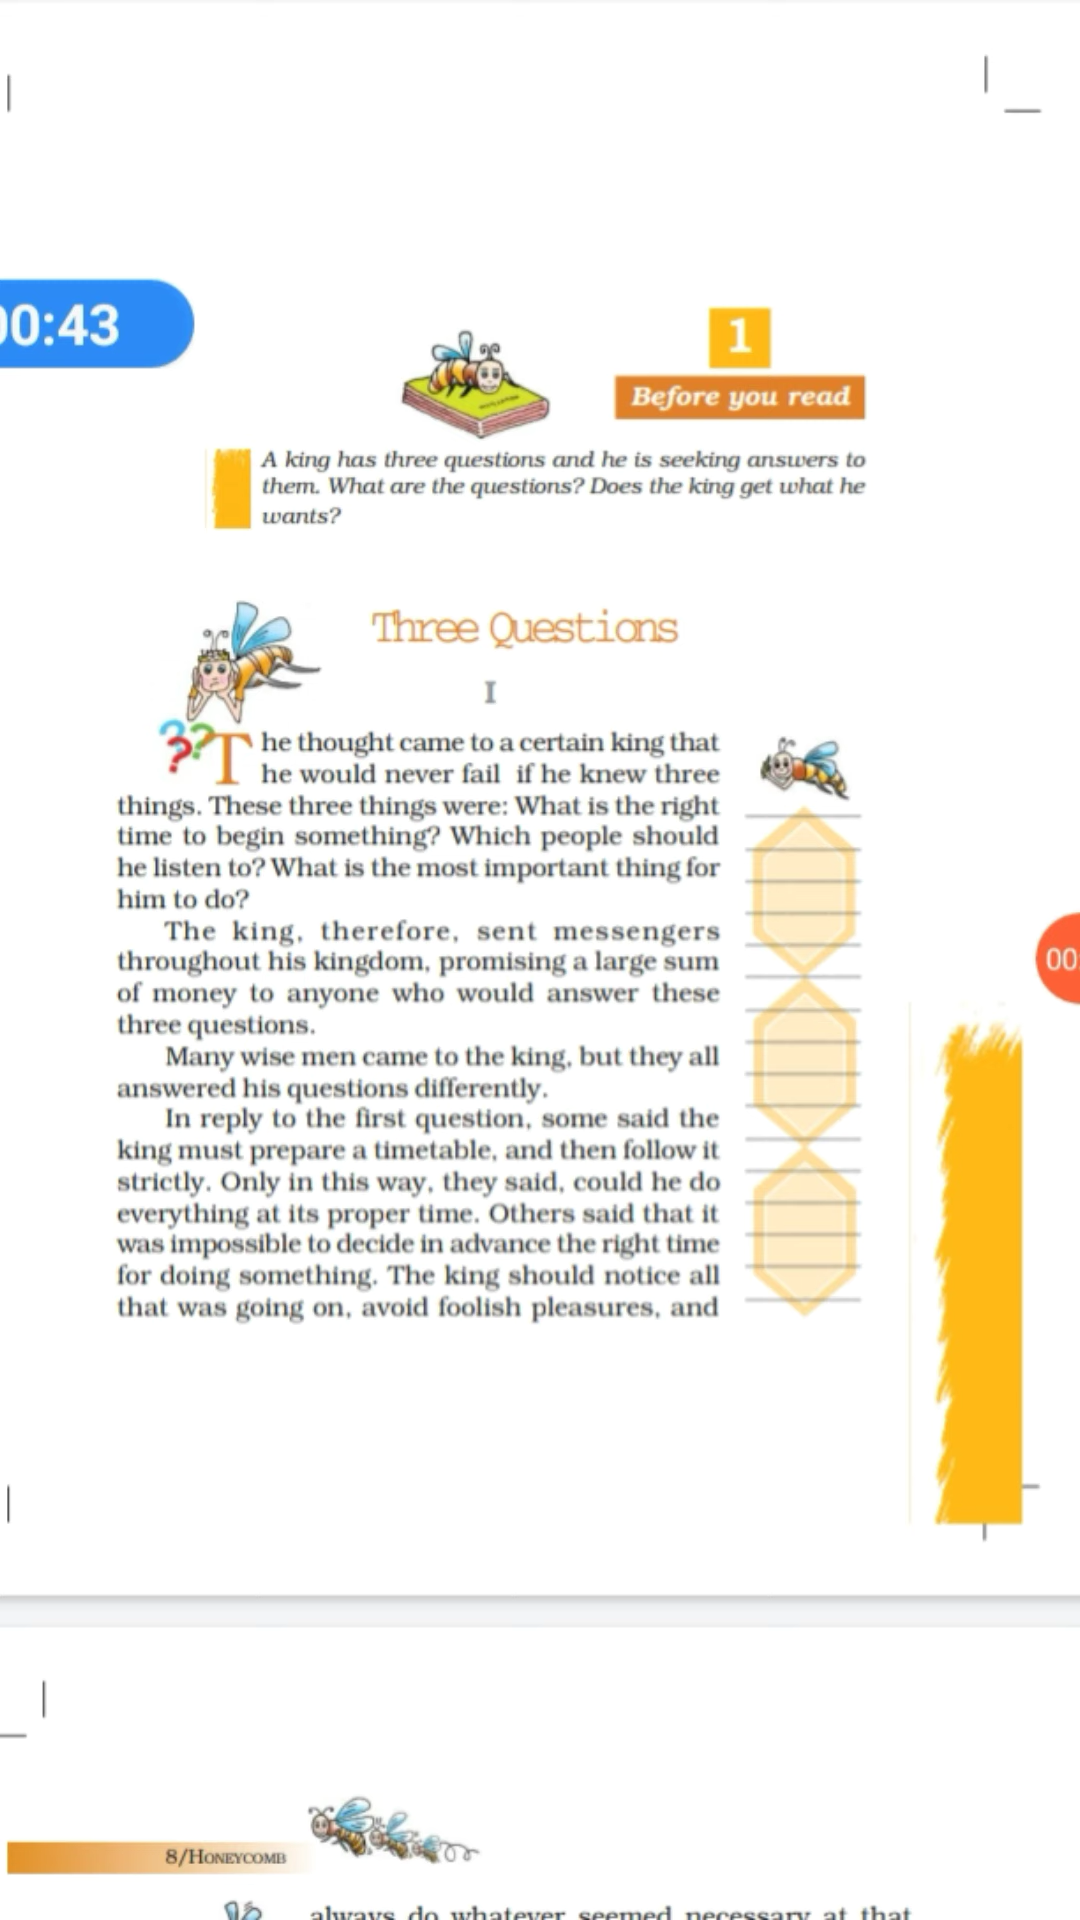 00:43
1
Before you read
A king has three questions and he is seeking answers to
them. What are the questions? Does the king get what he
wants?
Three Questions
I
??
The thought came to a certain king that
he would never fail if he knew three
things. These three things were: What is the right
time to begin something? Which people should
he listen to? What is the most important thing for
him to do?
The king, therefore, sent messengers
throughout his kingdom, promising a large sum
of money to anyone who would answer these
three questions.
Many wise men came to the king, but they all
answered his questions differently.
In reply to the first question, some said the
king must prepare a timetable, and then follow it
strictly. Only in this way, they said, could he do
everything at its proper time. Others said that it
was impossible to decide in advance the right time
for doing something. The king should notice all
that was going on, avoid foolish pleasures, and
00
8/HONEYCOMB
always do whatever seemed necessary at that